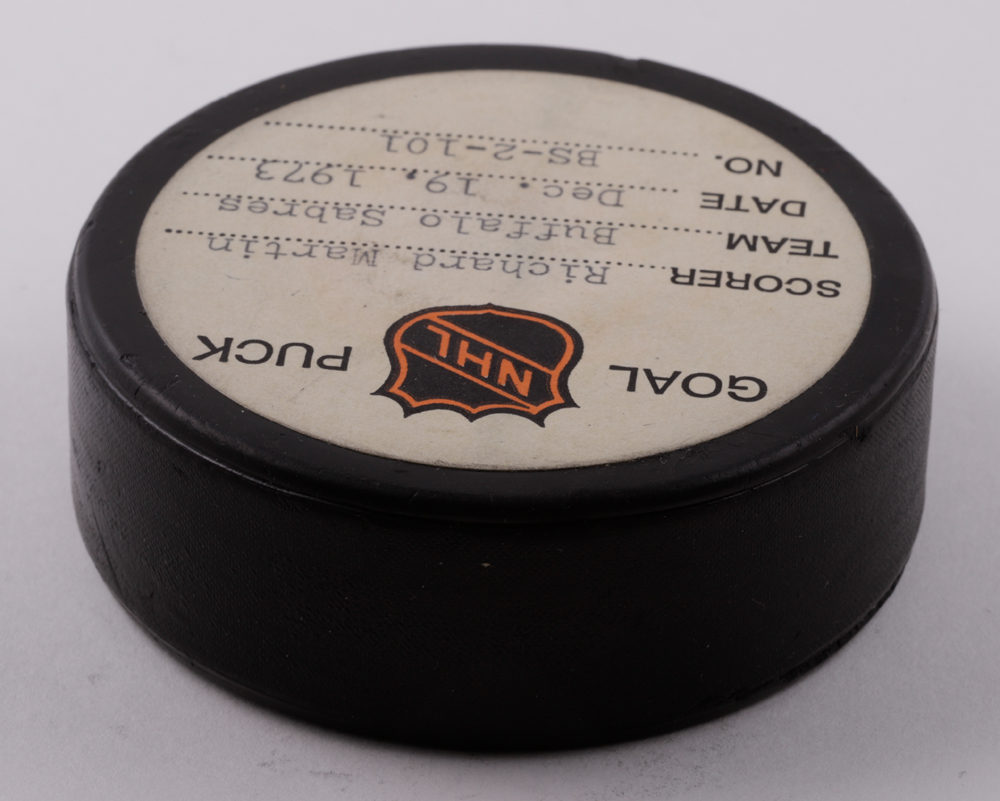 GOAL NHL PUCK
SCORER Richard Martin
TEAM Buffalo Sabres
DATE Dec. 19, 1973
NO. BS-2-101